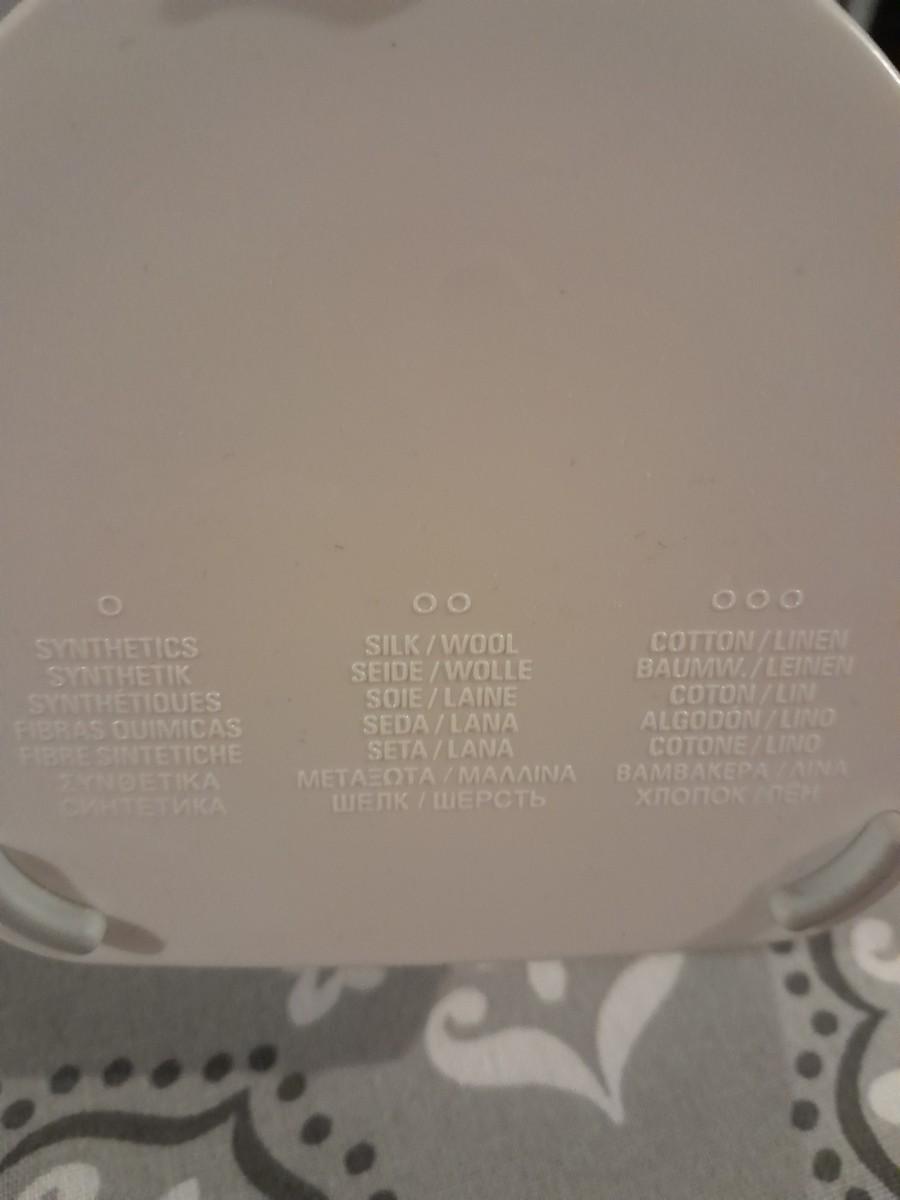 O
SYNTHETICS
SYNTHETIK
SYNTHÉTIQUES
FIBRAS QUIMICAS
FIBRE SINTETICHE
ΣΥΝΘΕΤΙΚΑ
СИНТЕТИКА
O O
SILK / WOOL
SEIDE / WOLLE
SOIE / LAINE
SEDA / LANA
SETA / LANA
ΜΕΤΑΞΩΤΑ / ΜΑΛΛΙΝΑ
ШЕЛК / ШЕРСТЬ
O O O
COTTON / LINEN
BAUMW. / LEINEN
COTON / LIN
ALGODÓN / LINO
COTONE / LINO
ΒΑΜΒΑΚΕΡΑ / ΛΙΝΑ
ХЛОПОК / ЛЕН